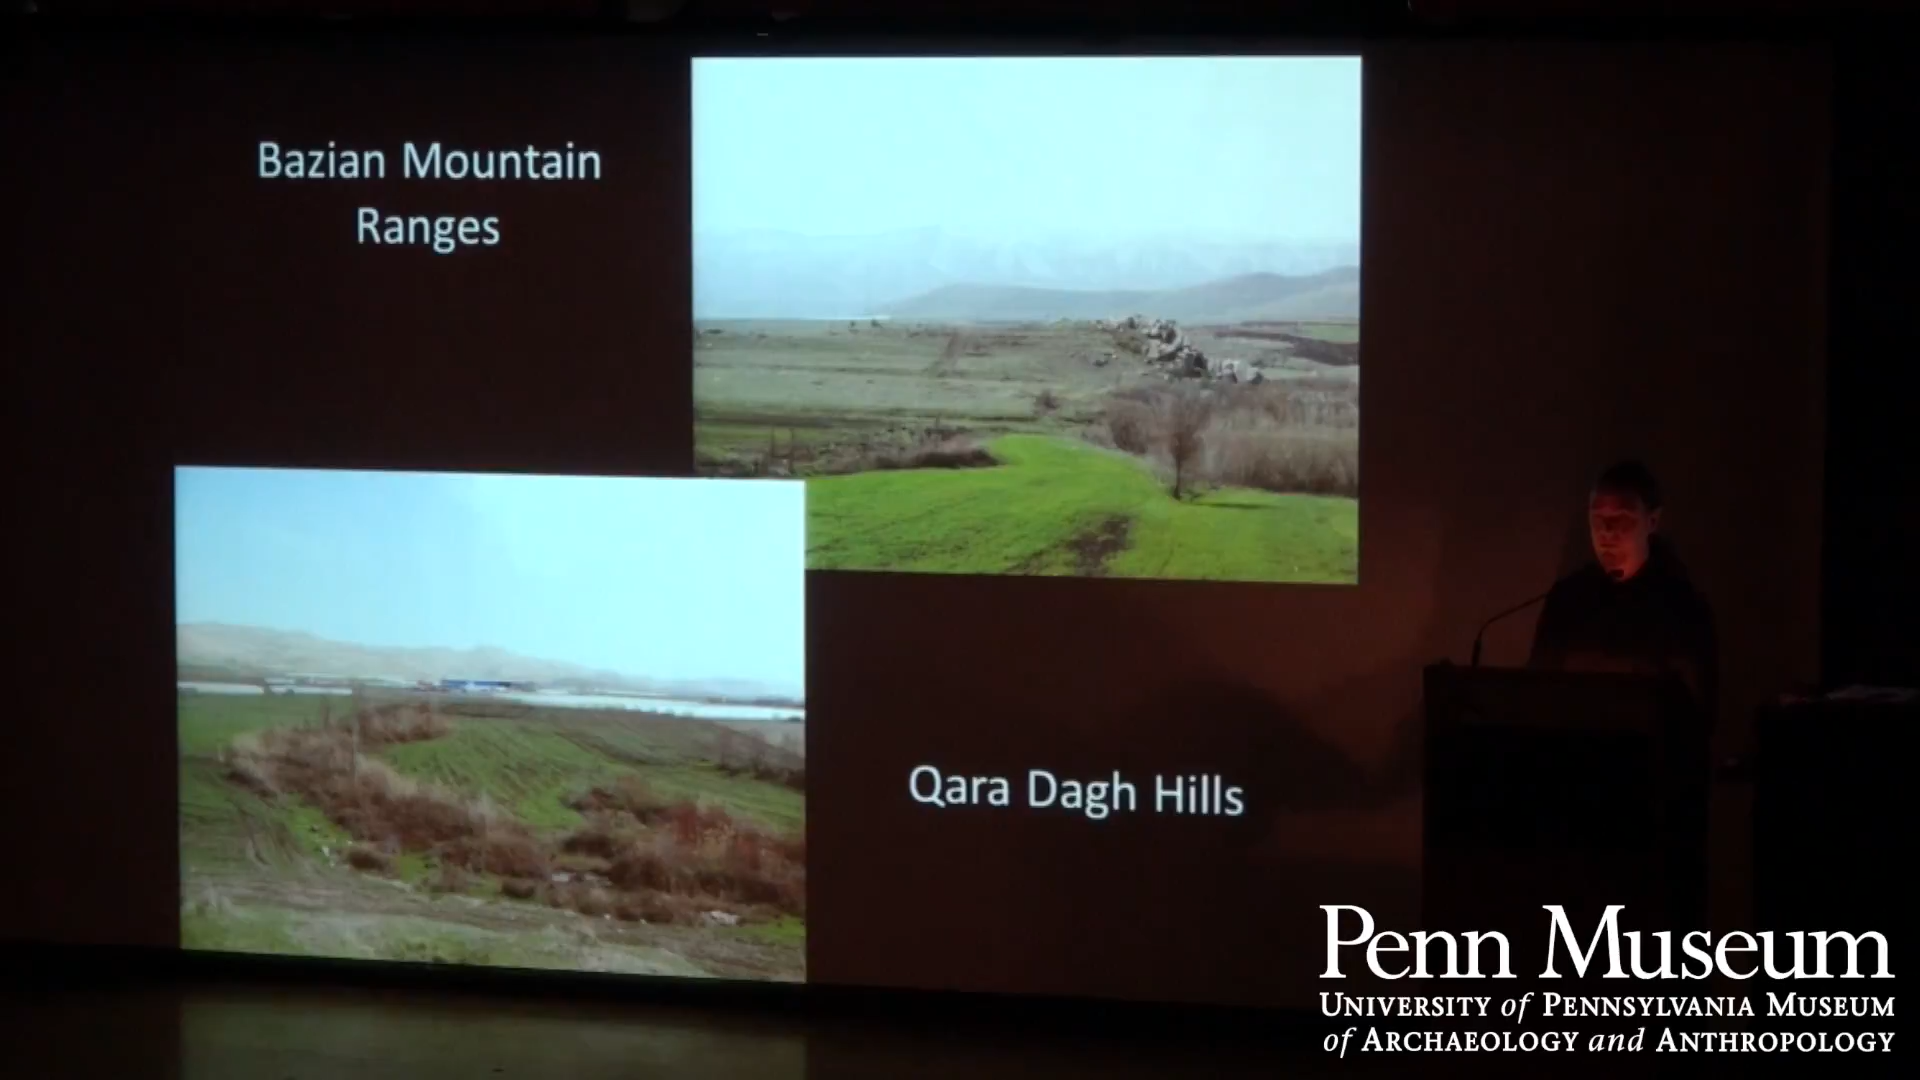 Bazian Mountain
Ranges
Qara Dagh Hills
Penn Museum
UNIVERSITY of PENNSYLVANIA MUSEUM
of ARCHAEOLOGY and ANTHROPOLOGY